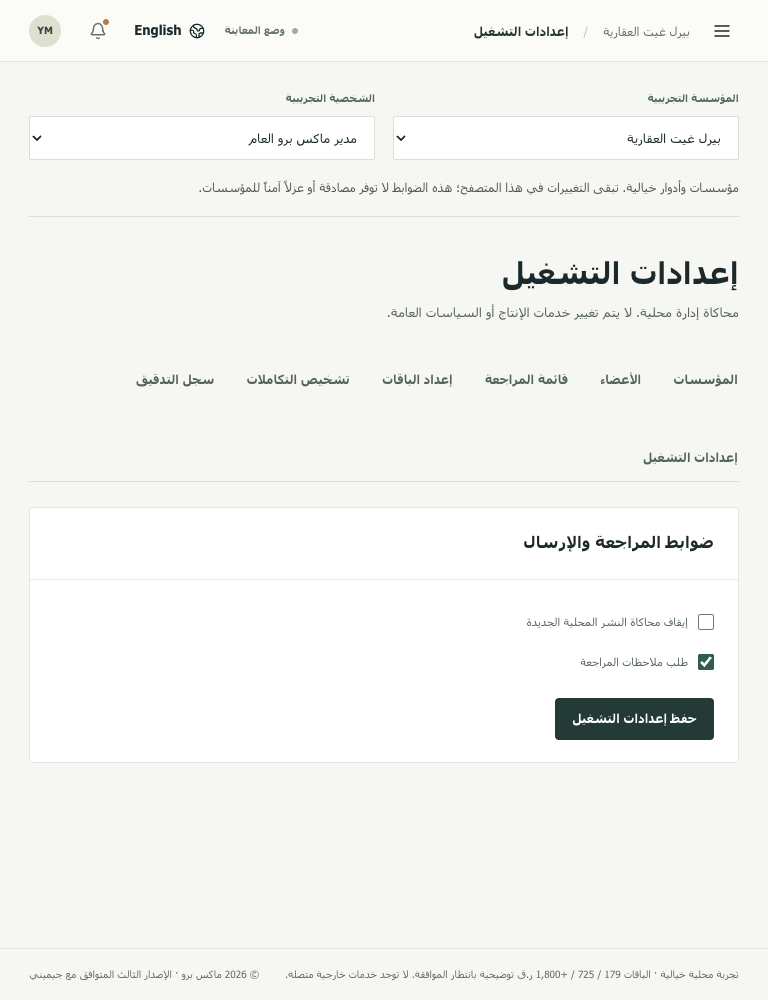 بيرل غيت العقارية / إعدادات التشغيل
وضع المعاينة
English
YM
المؤسسة التجريبية
بيرل غيت العقارية
الشخصية التجريبية
مدير ماكس برو العام
مؤسسات وأدوار خيالية. تبقى التغييرات في هذا المتصفح؛ هذه الضوابط لا توفر مصادقة أو عزلاً آمناً للمؤسسات.
إعدادات التشغيل
محاكاة إدارة محلية. لا يتم تغيير خدمات الإنتاج أو السياسات العامة.
المؤسسات الأعضاء قائمة المراجعة إعداد الباقات تشخيص التكاملات سجل التدقيق
إعدادات التشغيل
ضوابط المراجعة والإرسال
إيقاف محاكاة النشر المحلية الجديدة
طلب ملاحظات المراجعة
حفظ إعدادات التشغيل
تجربة محلية خيالية · الباقات 179 / 725 / +1,800 ر.ق توضيحية بانتظار الموافقة. لا توجد خدمات خارجية متصلة.
© 2026 ماكس برو · الإصدار الثالث المتوافق مع جيميني